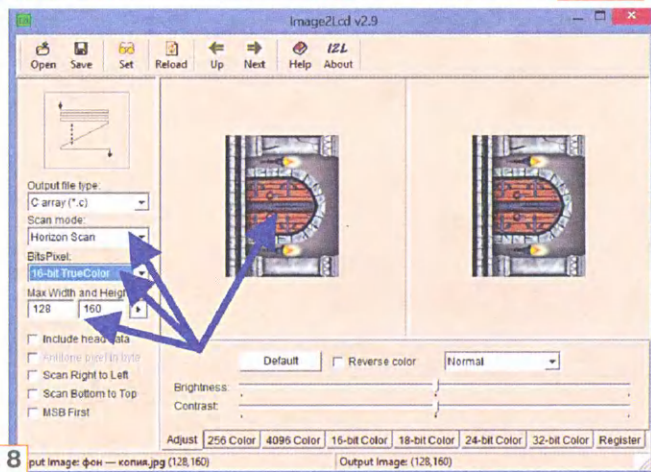 Image2Lcd v2.9
Open Save Set Reload Up Next Help About
I2L
Output file type:
C array (*.c)
Scan mode:
Horizon Scan
BitsPixel:
16-bit TrueColor
Max Width and Heig
128 160
Include head data
Antitone pixel in byte
Scan Right to Left
Scan Bottom to Top
MSB First
Default Reverse color Normal
Brightness:
Contrast:
Adjust 256 Color 4096 Color 16-bit Color 18-bit Color 24-bit Color 32-bit Color Register
8 put Image: фон — копия.jpg (128,160) Output Image: (128,160)